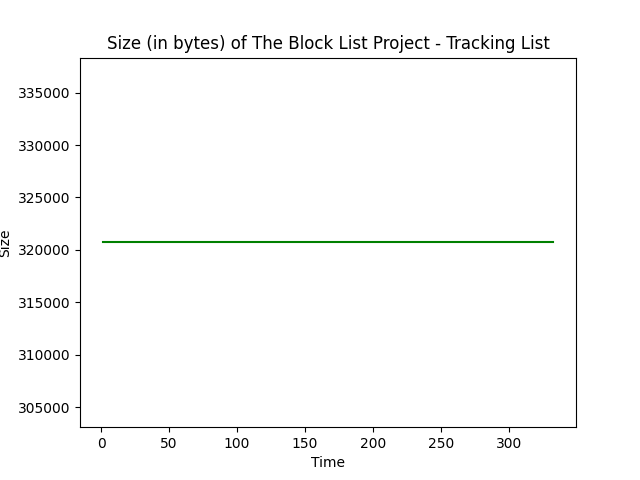 Size (in bytes) of The Block List Project - Tracking List
335000
330000
325000
320000
315000
310000
305000
Size
0 50 100 150 200 250 300
Time